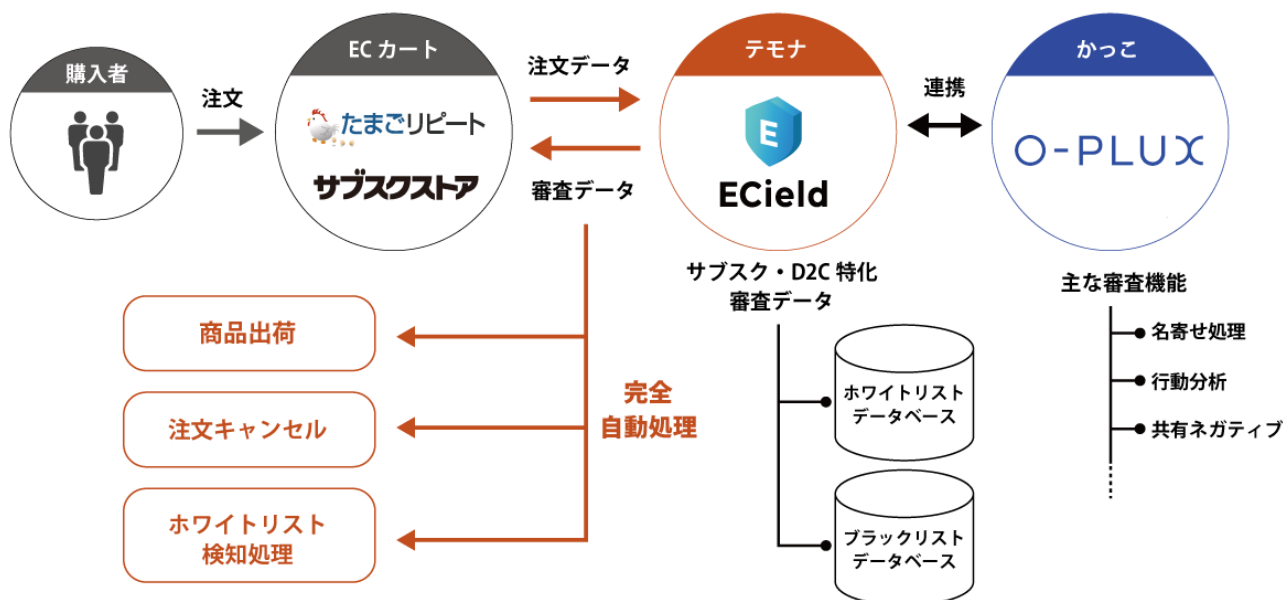 購入者
注文
ECカート
たまごリピート
サブスクストア
注文データ
審査データ
テモナ
E
ECield
連携
かっこ
O-PLUX
商品出荷
注文キャンセル
ホワイトリスト
検知処理
完全
自動処理
サブスク・D2C特化
審査データ
ホワイトリスト
データベース
ブラックリスト
データベース
主な審査機能
名寄せ処理
行動分析
共有ネガティブ